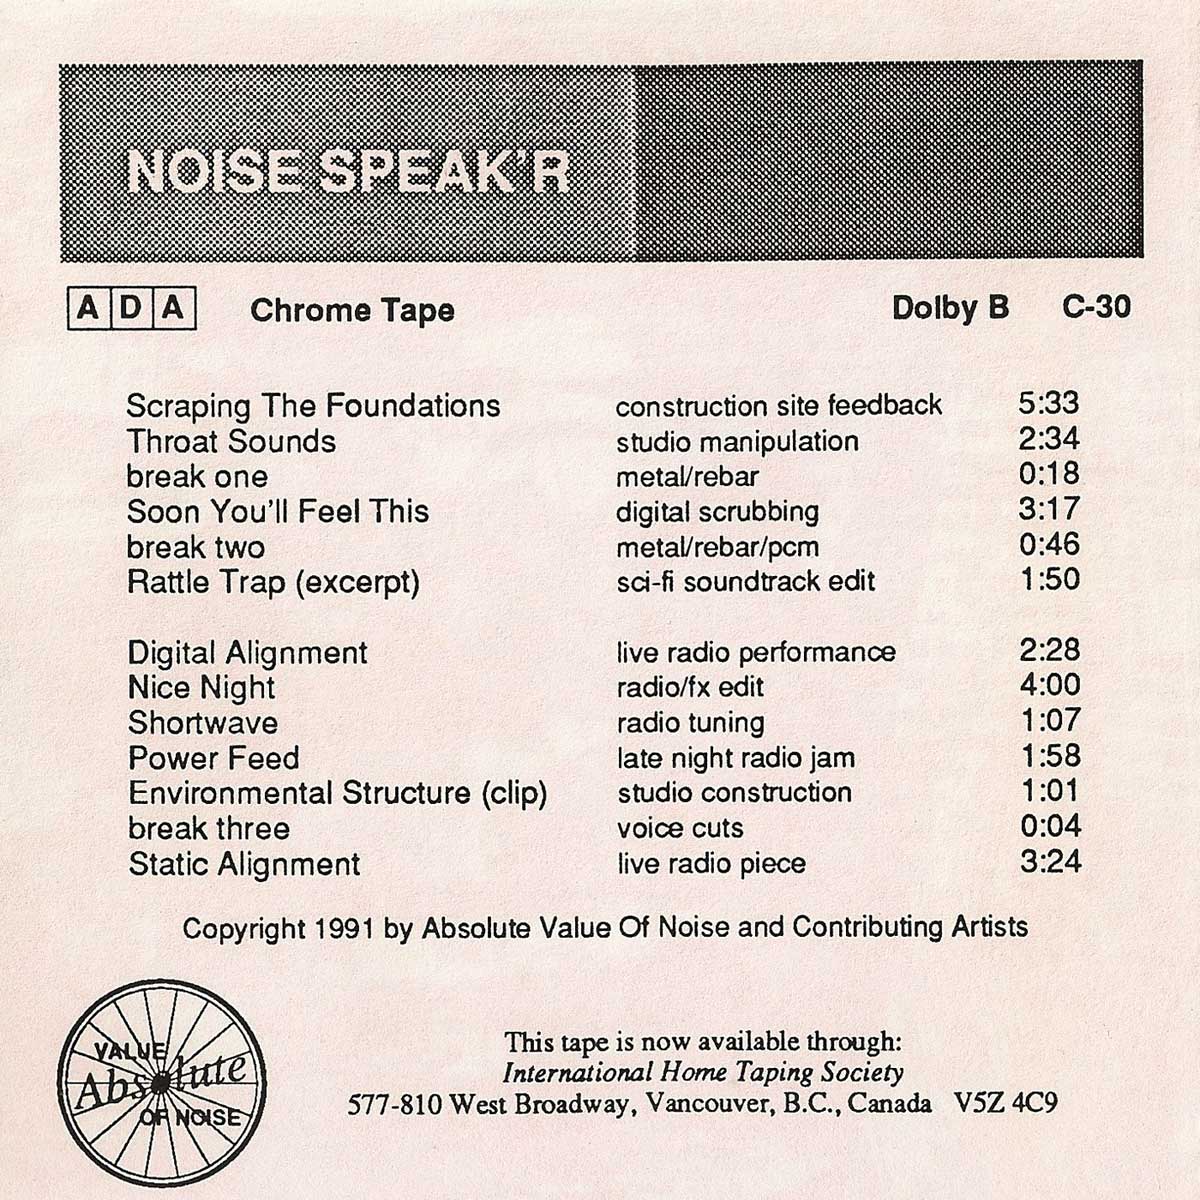 NOISE SPEAK'R
A D A Chrome Tape Dolby B C-30
Scraping The Foundations construction site feedback 5:33
Throat Sounds studio manipulation 2:34
break one metal/rebar 0:18
Soon You'll Feel This digital scrubbing 3:17
break two metal/rebar/pcm 0:46
Rattle Trap (excerpt) sci-fi soundtrack edit 1:50
Digital Alignment live radio performance 2:28
Nice Night radio/fx edit 4:00
Shortwave radio tuning 1:07
Power Feed late night radio jam 1:58
Environmental Structure (clip) studio construction 1:01
break three voice cuts 0:04
Static Alignment live radio piece 3:24
Copyright 1991 by Absolute Value Of Noise and Contributing Artists
VALUE
Absolute
OF NOISE
This tape is now available through:
International Home Taping Society
577-810 West Broadway, Vancouver, B.C., Canada V5Z 4C9